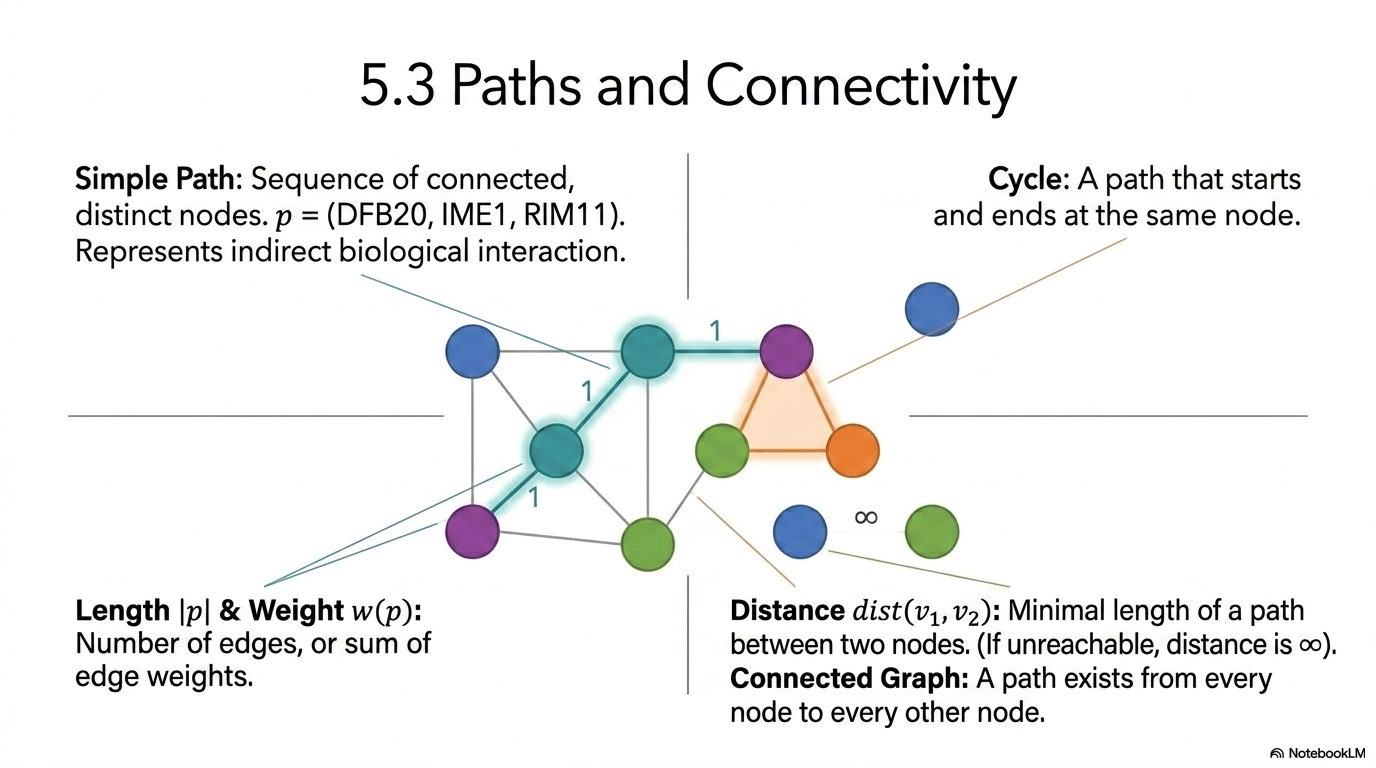 5.3 Paths and Connectivity
Simple Path: Sequence of connected,
distinct nodes. p = (DFB20, IME1, RIM11).
Represents indirect biological interaction.
Cycle: A path that starts
and ends at the same node.
1
1
1
∞
Length |p| & Weight w(p):
Number of edges, or sum of
edge weights.
Distance dist(v₁, v₂): Minimal length of a path
between two nodes. (If unreachable, distance is ∞).
Connected Graph: A path exists from every
node to every other node.
NotebookLM